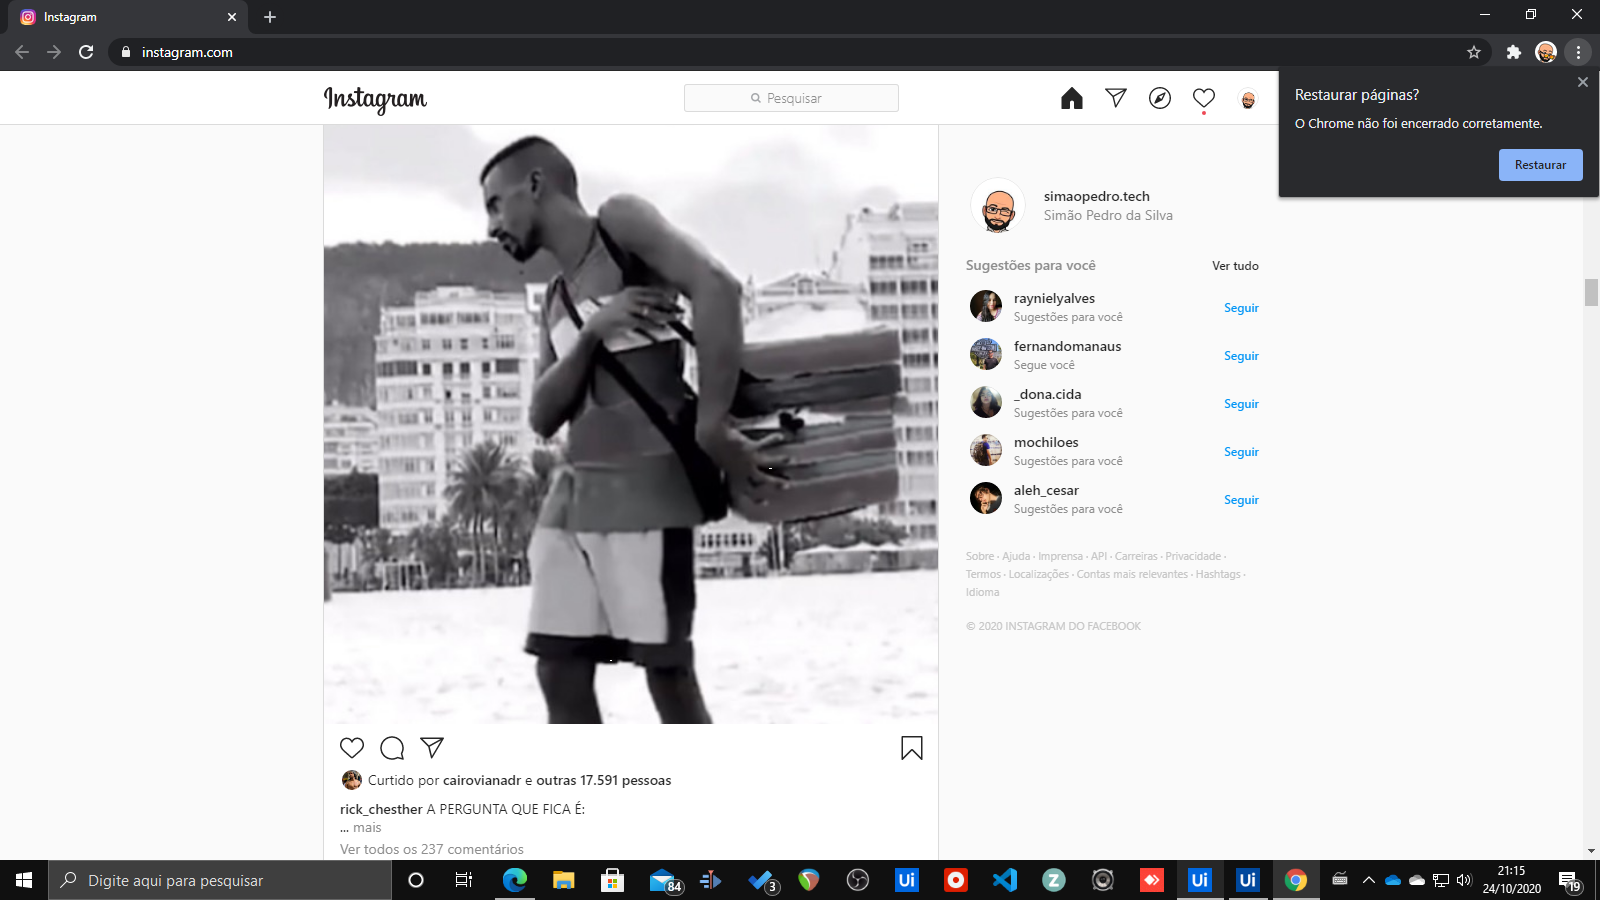 Instagram
instagram.com
Instagram
Pesquisar
Restaurar páginas?
O Chrome não foi encerrado corretamente.
Restaurar
simaopedro.tech
Simão Pedro da Silva
Sugestões para você
Ver tudo
raynielyalves
Sugestões para você
Seguir
fernandomanaus
Segue você
Seguir
_dona.cida
Sugestões para você
Seguir
mochiloes
Sugestões para você
Seguir
aleh_cesar
Sugestões para você
Seguir
Sobre · Ajuda · Imprensa · API · Carreiras · Privacidade ·
Termos · Localizações · Contas mais relevantes · Hashtags ·
Idioma
© 2020 INSTAGRAM DO FACEBOOK
Curtido por cairovianadr e outras 17.591 pessoas
rick_chesther A PERGUNTA QUE FICA É:
... mais
Ver todos os 237 comentários
Digite aqui para pesquisar
84
3
Ui
Z
Ui
Ui
21:15
24/10/2020
19